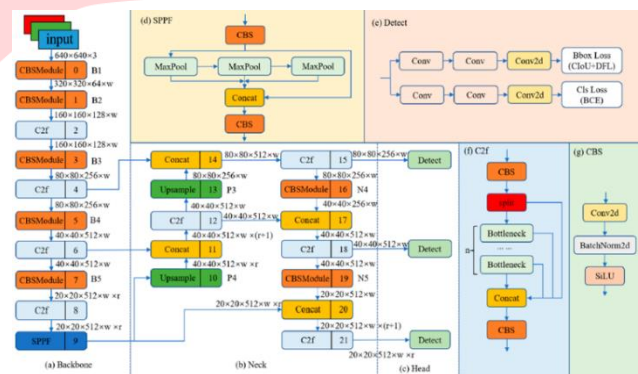 input
640×640×3
CBSModule 0 B1
320×320×64×w
CBSModule 1 B2
160×160×128×w
C2f 2
160×160×128×w
CBSModule 3 B3
80×80×256×w
C2f 4
80×80×256×w
CBSModule 5 B4
40×40×512×w
C2f 6
40×40×512×w
CBSModule 7 B5
20×20×512×w×r
C2f 8
20×20×512×w×r
SPPF 9
(a) Backbone
(d) SPPF
CBS
MaxPool MaxPool MaxPool
Concat
CBS
(e) Detect
Conv Conv Conv2d Bbox Loss
(CIoU+DFL)
Conv Conv Conv2d Cls Loss
(BCE)
Concat 14 80×80×512×w C2f 15 80×80×256×w Detect
80×80×256×w 80×80×256×w
Upsample 13 P3 CBSModule 16 N4
40×40×512×w 40×40×256×w
C2f 12 40×40×512×w Concat 17
40×40×512×w×(r+1) 40×40×512×w
Concat 11 C2f 18 40×40×512×w Detect
40×40×512×w×r 40×40×512×w
Upsample 10 P4 CBSModule 19 N5
20×20×512×w
20×20×512×w×r Concat 20
20×20×512×w×(r+1)
C2f 21 Detect
20×20×512×w×r
(b) Neck
(c) Head
(f) C2f
CBS
Bottleneck
n
Bottleneck
Concat
CBS
(g) CBS
Conv2d
BatchNorm2d
SiLU